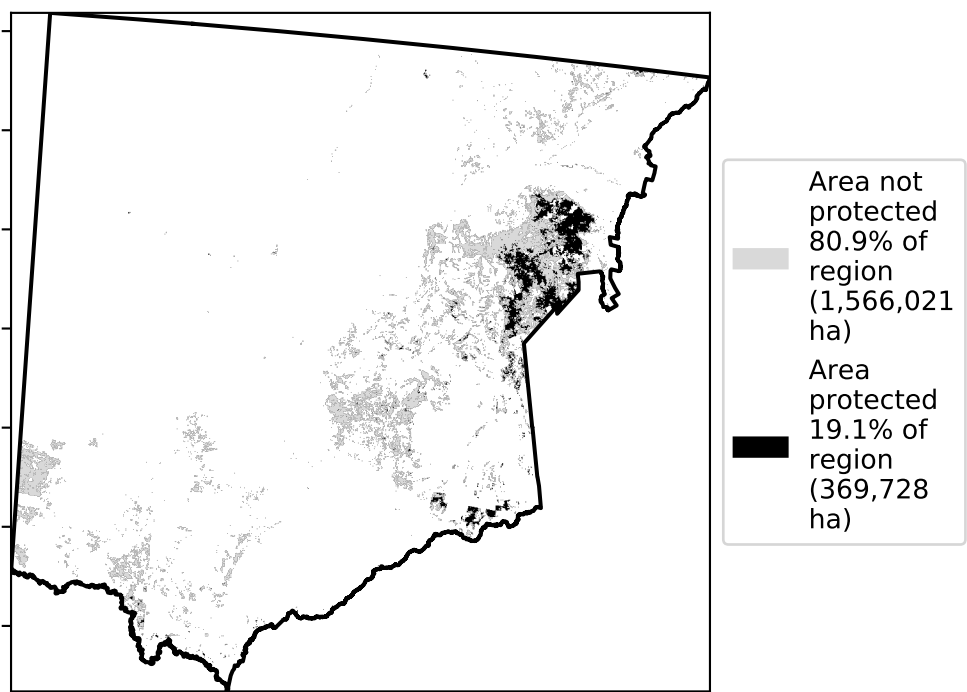 Area not
protected
80.9% of
region
(1,566,021
ha)
Area
protected
19.1% of
region
(369,728
ha)